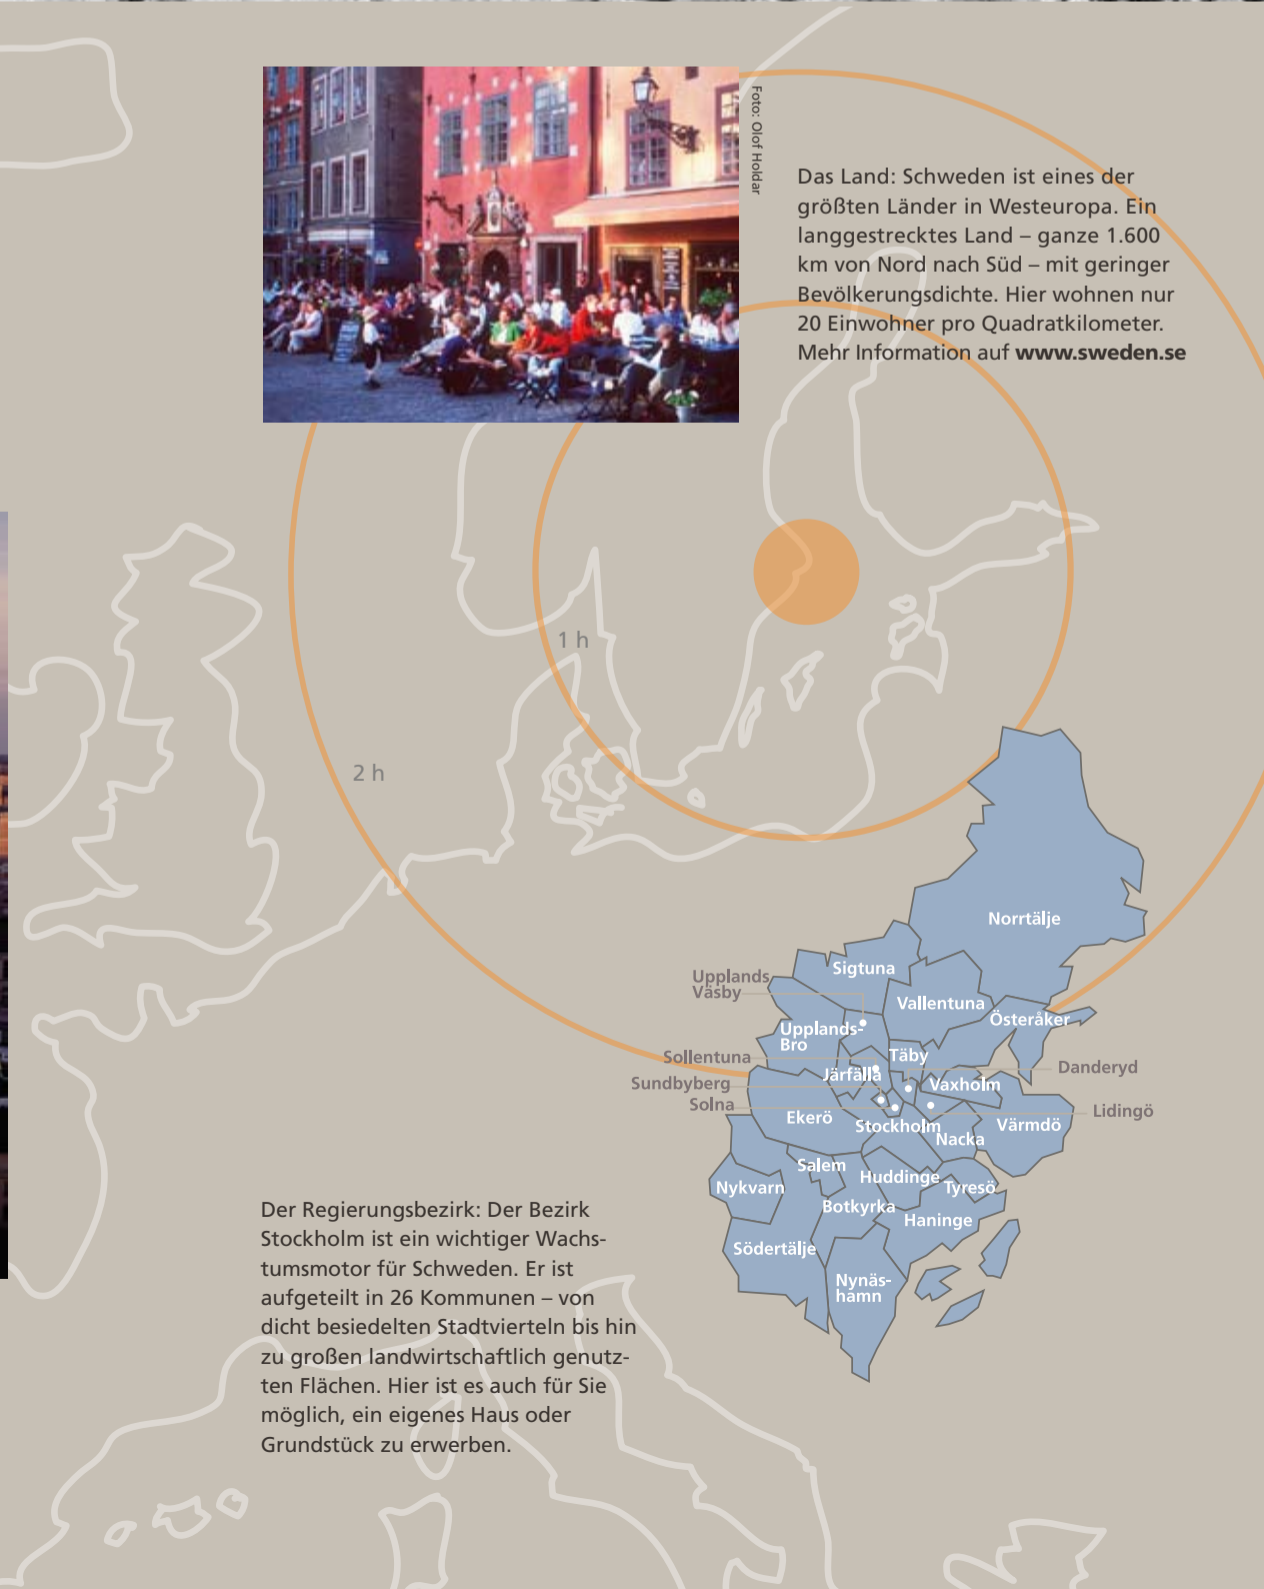 Foto: Olof Holdar
Das Land: Schweden ist eines der
größten Länder in Westeuropa. Ein
langgestrecktes Land – ganze 1.600
km von Nord nach Süd – mit geringer
Bevölkerungsdichte. Hier wohnen nur
20 Einwohner pro Quadratkilometer.
Mehr Information auf www.sweden.se
1 h
2 h
Norrtälje
Sigtuna
Upplands
Väsby
Vallentuna
Österåker
Upplands-
Bro
Sollentuna
Täby
Danderyd
Järfälla
Sundbyberg
Vaxholm
Solna
Lidingö
Ekerö
Stockholm
Värmdö
Nacka
Salem
Huddinge
Nykvarn
Tyresö
Botkyrka
Haninge
Södertälje
Nynäs-
hamn
Der Regierungsbezirk: Der Bezirk
Stockholm ist ein wichtiger Wachs-
tumsmotor für Schweden. Er ist
aufgeteilt in 26 Kommunen – von
dicht besiedelten Stadtvierteln bis hin
zu großen landwirtschaftlich genutz-
ten Flächen. Hier ist es auch für Sie
möglich, ein eigenes Haus oder
Grundstück zu erwerben.